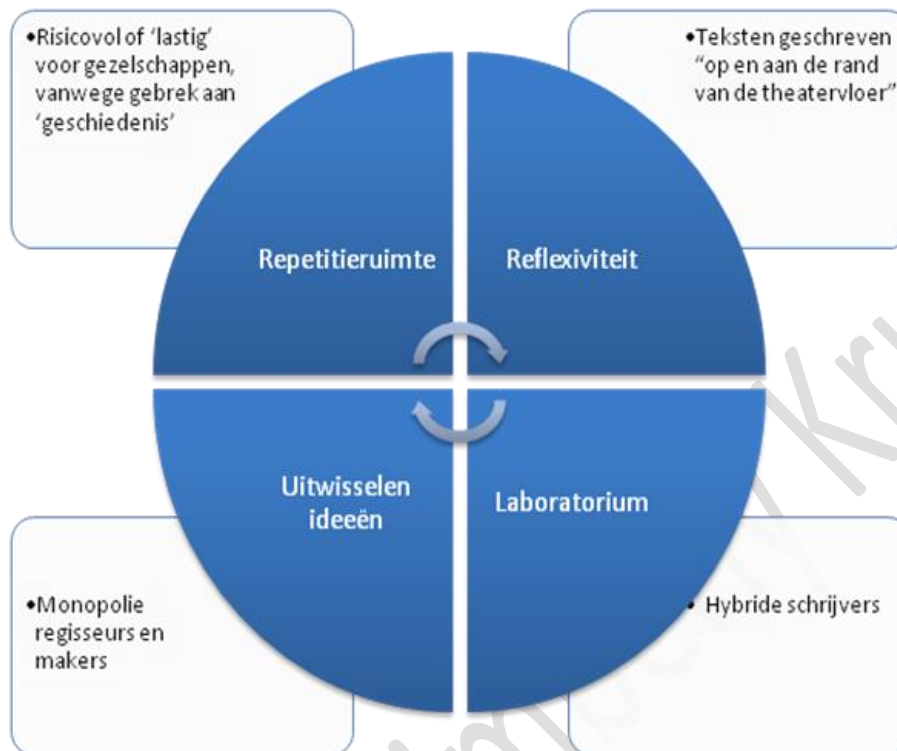 •Risicovol of ‘lastig’
voor gezelschappen,
vanwege gebrek aan
‘geschiedenis’
•Teksten geschreven
“op en aan de rand
van de theatervloer”
Repetitieruimte
Reflexiviteit
Uitwisselen
ideeën
Laboratorium
•Monopolie
regisseurs en
makers
• Hybride schrijvers